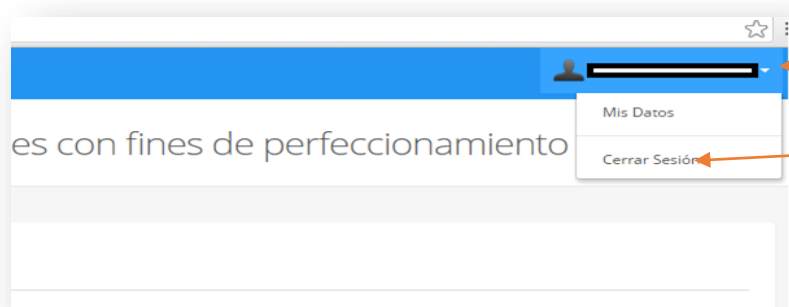 Mis Datos
es con fines de perfeccionamiento
Cerrar Sesión